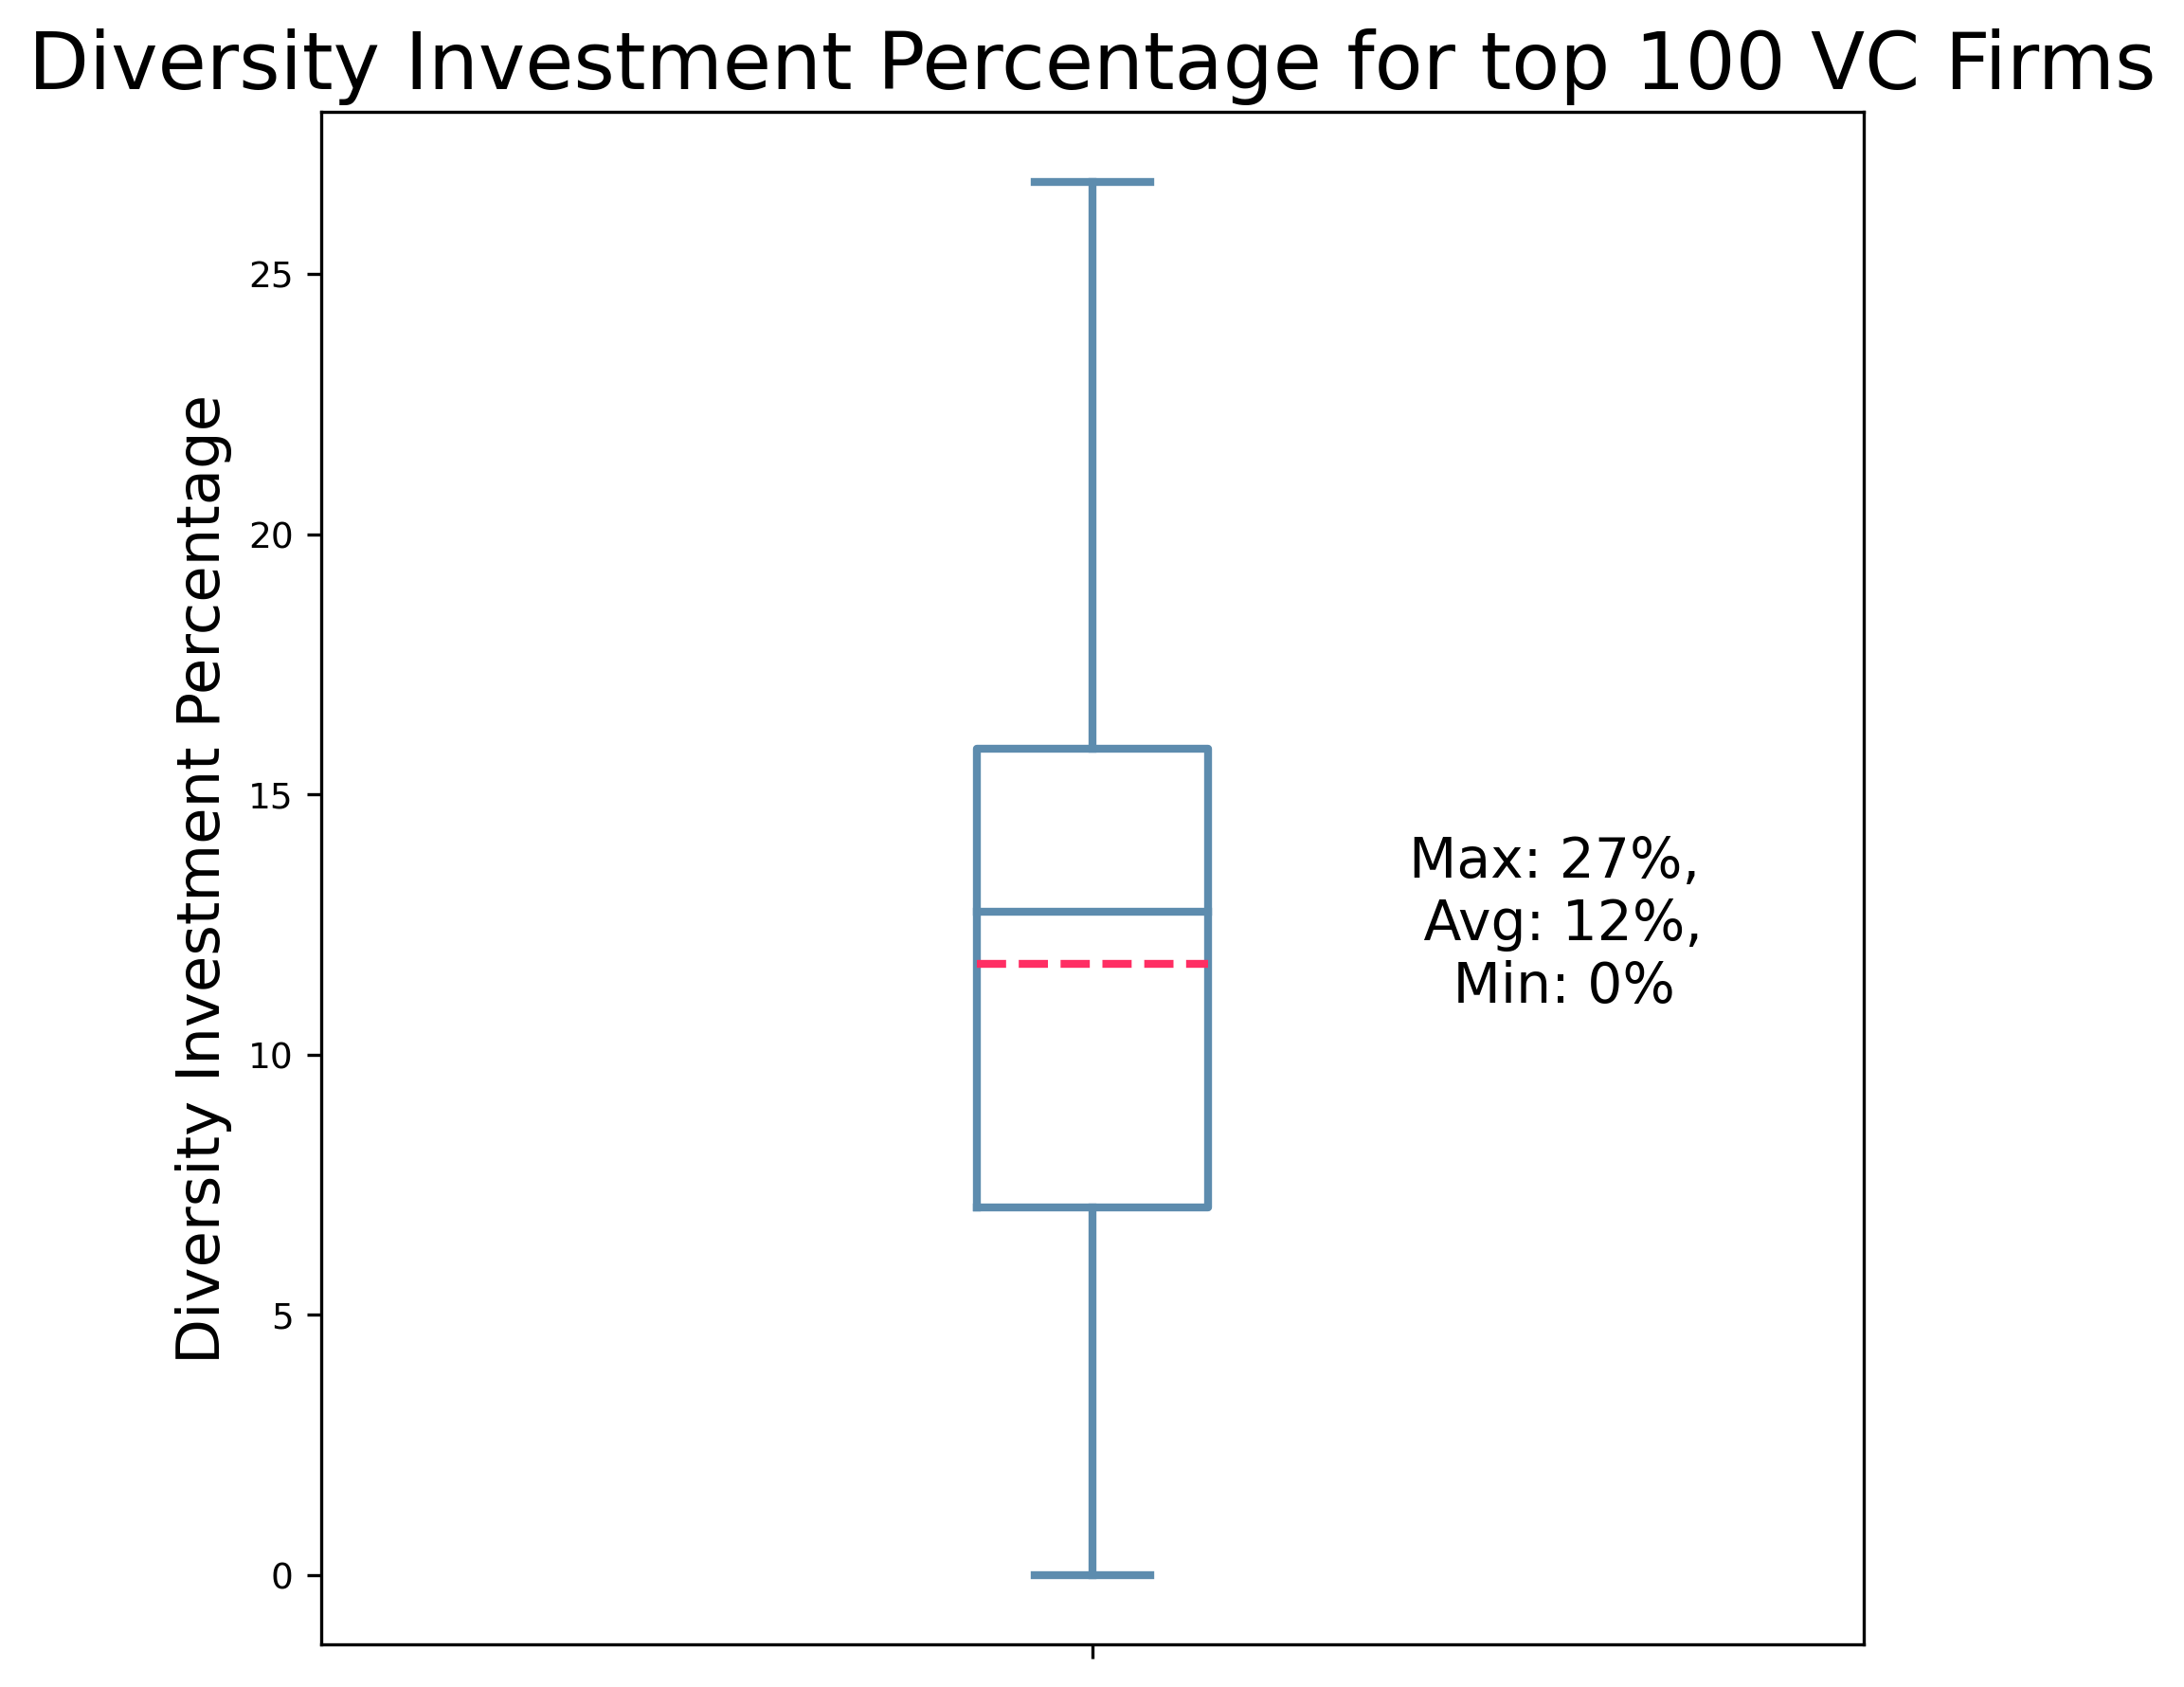 Diversity Investment Percentage for top 100 VC Firms
Diversity Investment Percentage
25
20
15
10
5
0
Max: 27%,
Avg: 12%,
Min: 0%